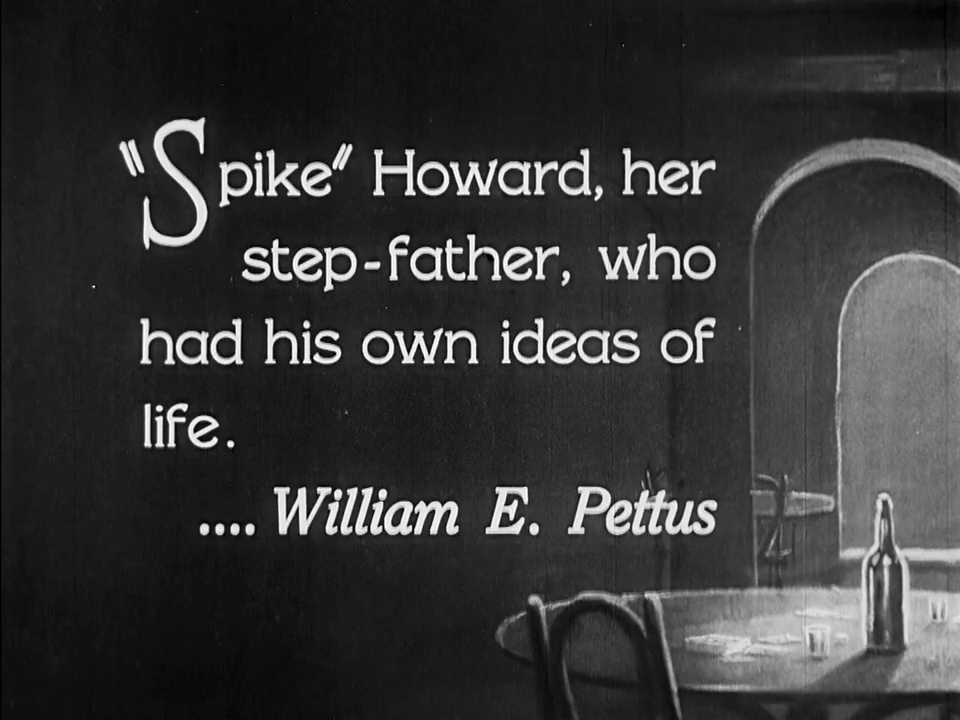 "Spike" Howard, her
step-father, who
had his own ideas of
life.
.... William E. Pettus